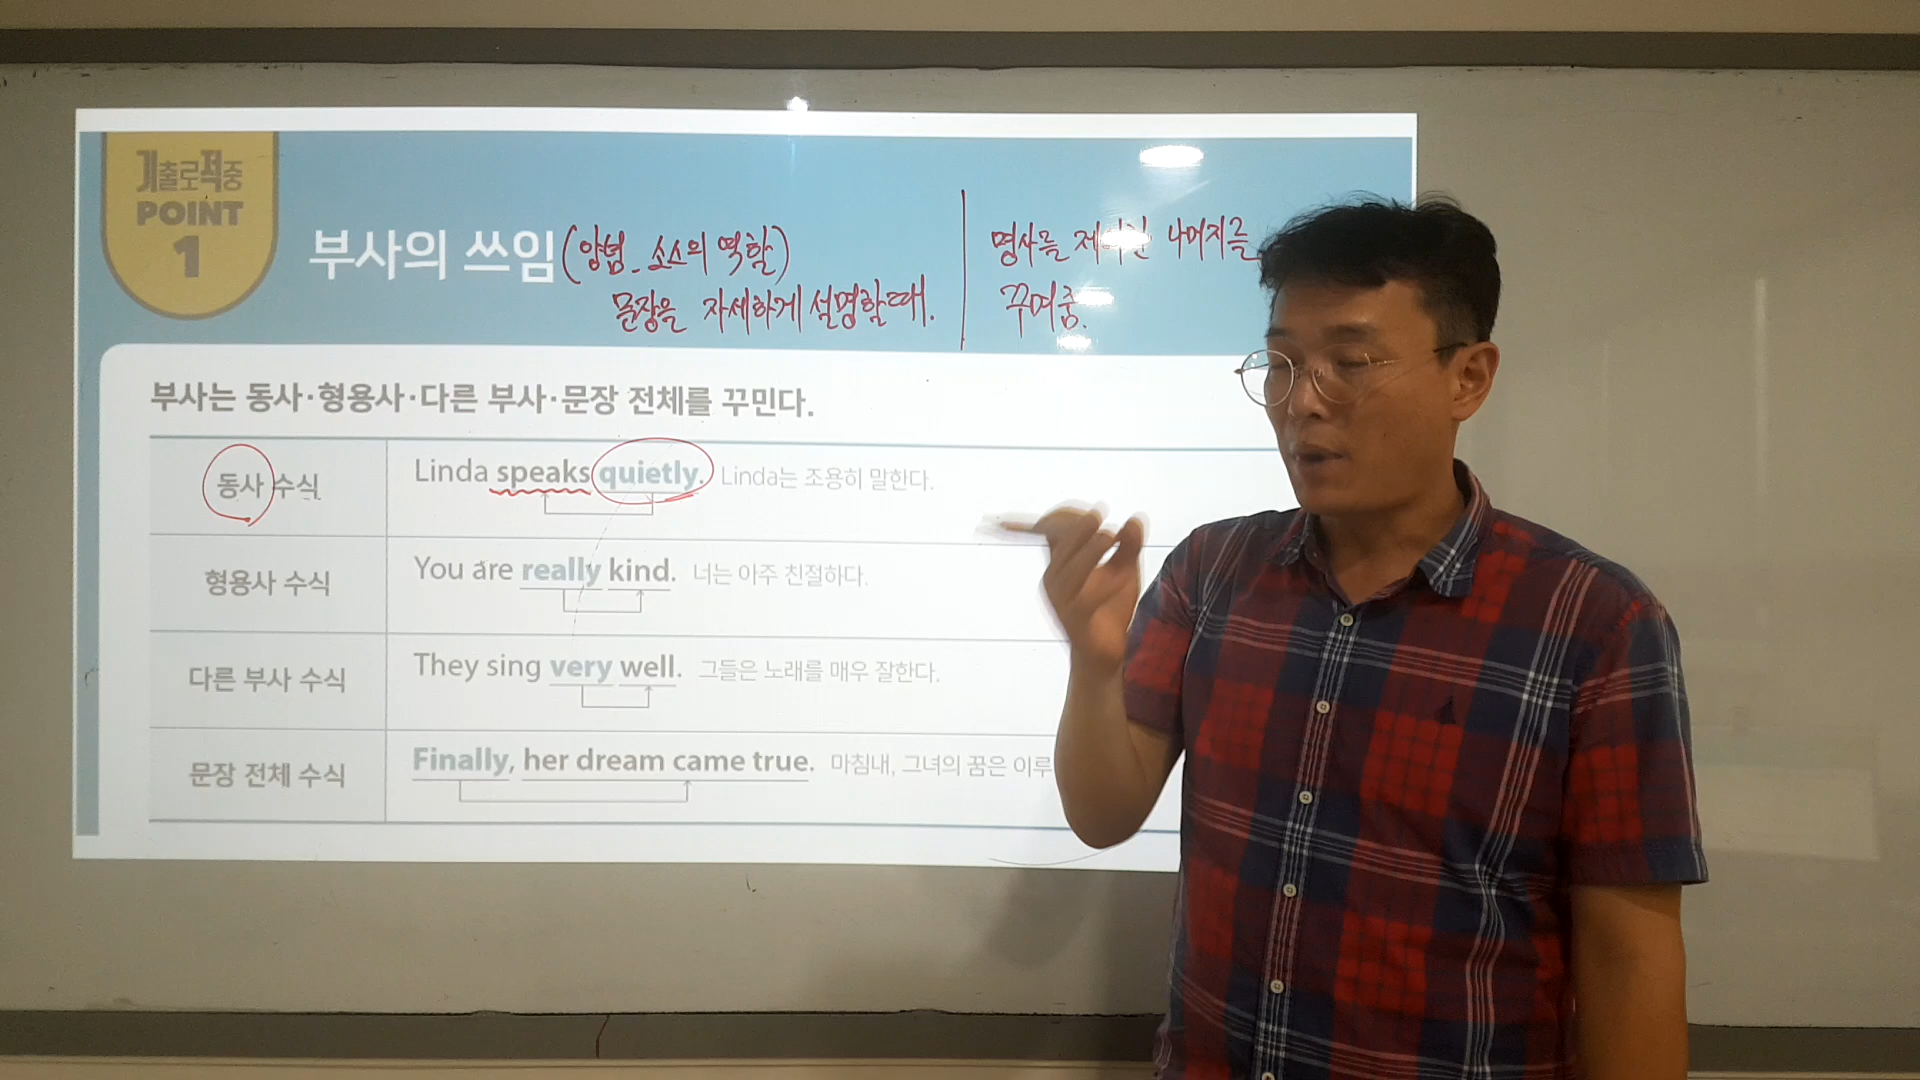 기출로적중
POINT
1
부사의 쓰임 (양념, 소스의 역할)
문장을 자세하게 설명할때.
명사를 제외한 나머지를
꾸며줌.
부사는 동사·형용사·다른 부사·문장 전체를 꾸민다.
동사 수식 Linda speaks quietly. Linda는 조용히 말한다.
형용사 수식 You are really kind. 너는 아주 친절하다.
다른 부사 수식 They sing very well. 그들은 노래를 매우 잘한다.
문장 전체 수식 Finally, her dream came true. 마침내, 그녀의 꿈은 이루